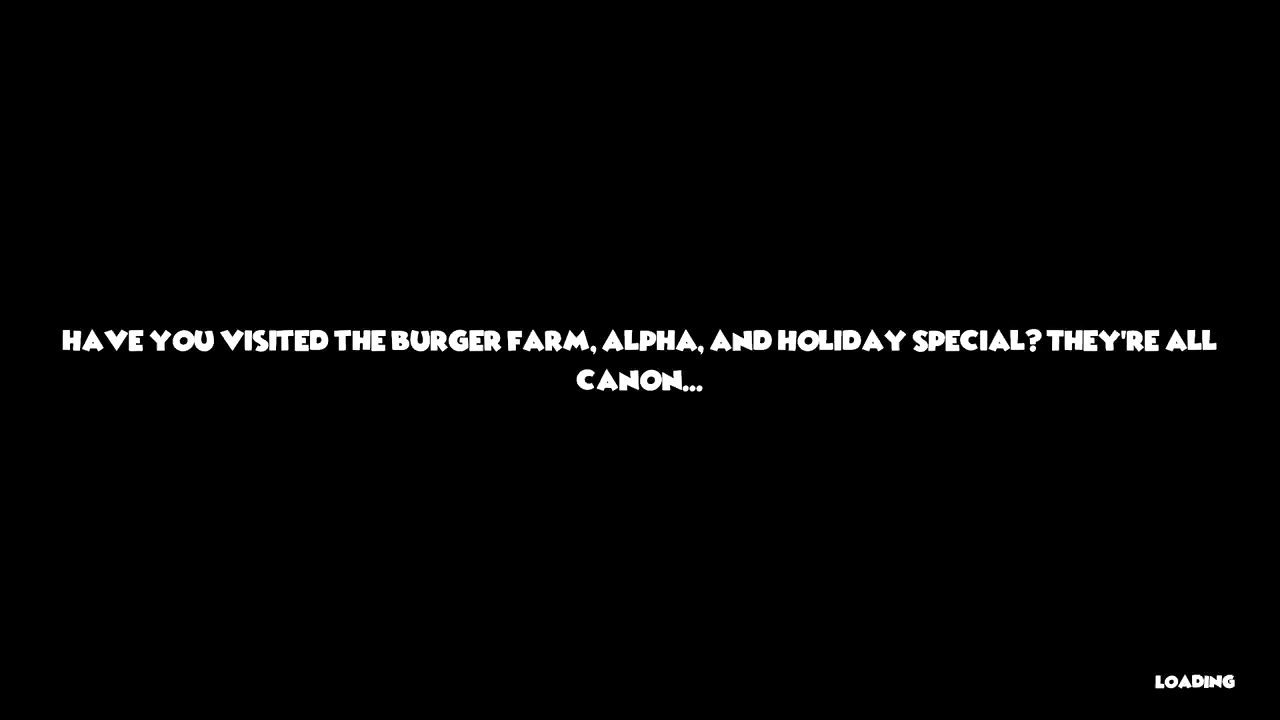 HAVE YOU VISITED THE BURGER FARM, ALPHA, AND HOLIDAY SPECIAL? THEY'RE ALL
CANON...
LOADING